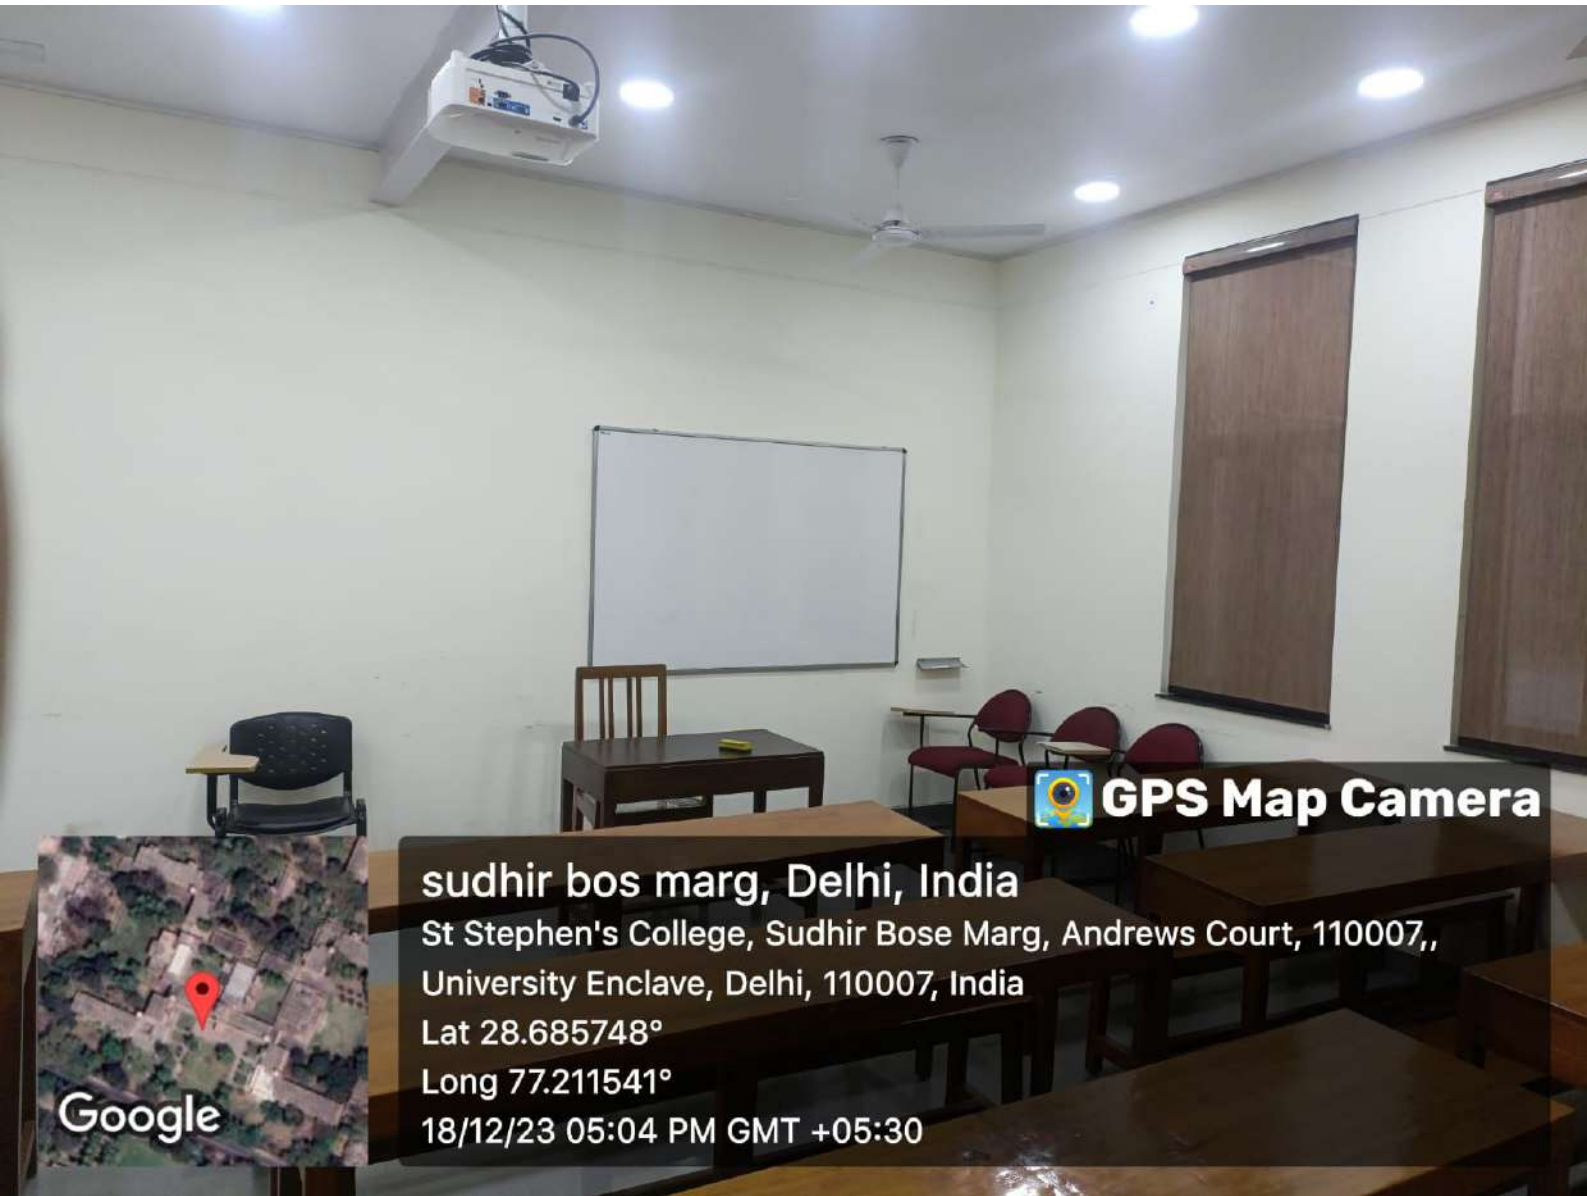 GPS Map Camera
sudhir bos marg, Delhi, India
St Stephen's College, Sudhir Bose Marg, Andrews Court, 110007,,
University Enclave, Delhi, 110007, India
Lat 28.685748°
Long 77.211541°
18/12/23 05:04 PM GMT +05:30
Google